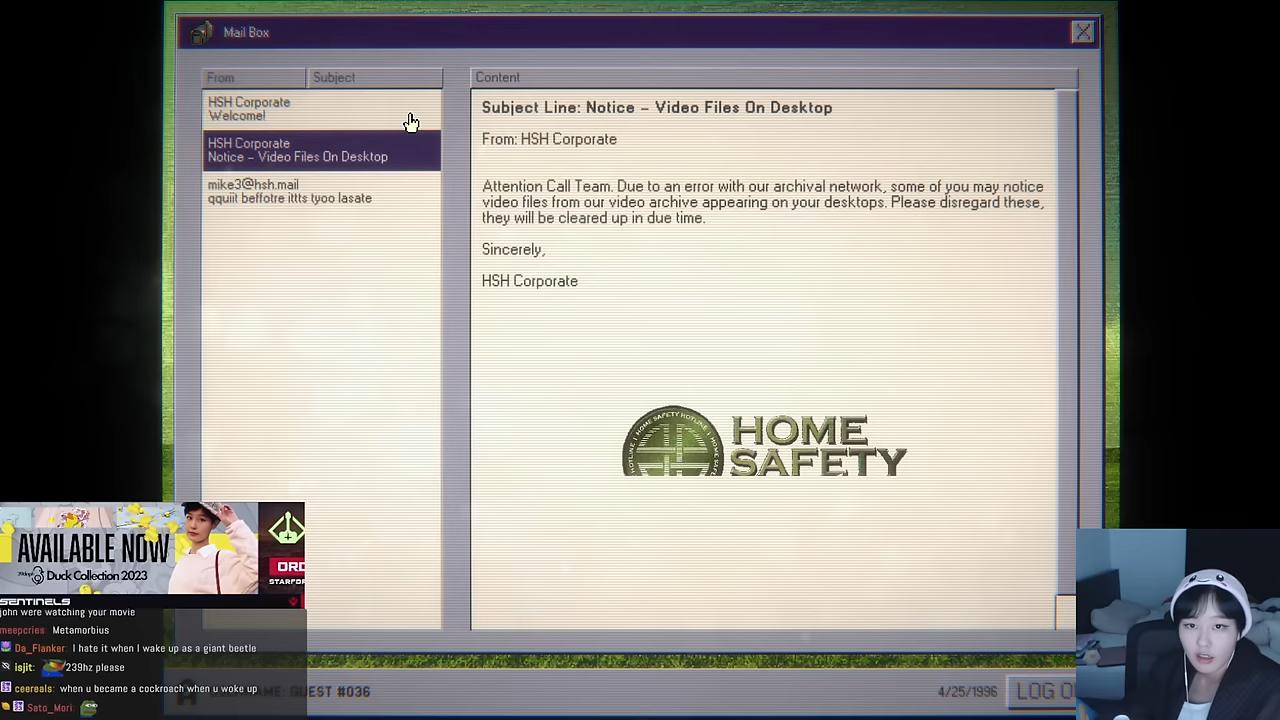 Mail Box
From
Subject
Content
HSH Corporate
Welcome!
HSH Corporate
Notice - Video Files On Desktop
mike3@hsh.mail
qquiit beffotre ittts tyoo lasate
Subject Line: Notice - Video Files On Desktop
From: HSH Corporate
Attention Call Team. Due to an error with our archival network, some of you may notice
video files from our video archive appearing on your desktops. Please disregard these,
they will be cleared up in due time.
Sincerely,
HSH Corporate
HOME
SAFETY
AVAILABLE NOW
Duck Collection 2023
SENTINELS
john were watching your movie
meepcries: Metamorbius
Da_Flanker: I hate it when I wake up as a giant beetle
isjit: 239hz please
ceereals: when u became a cockroach when u woke up
Sato_Mori:
GUEST #036
4/25/1996
LOG O